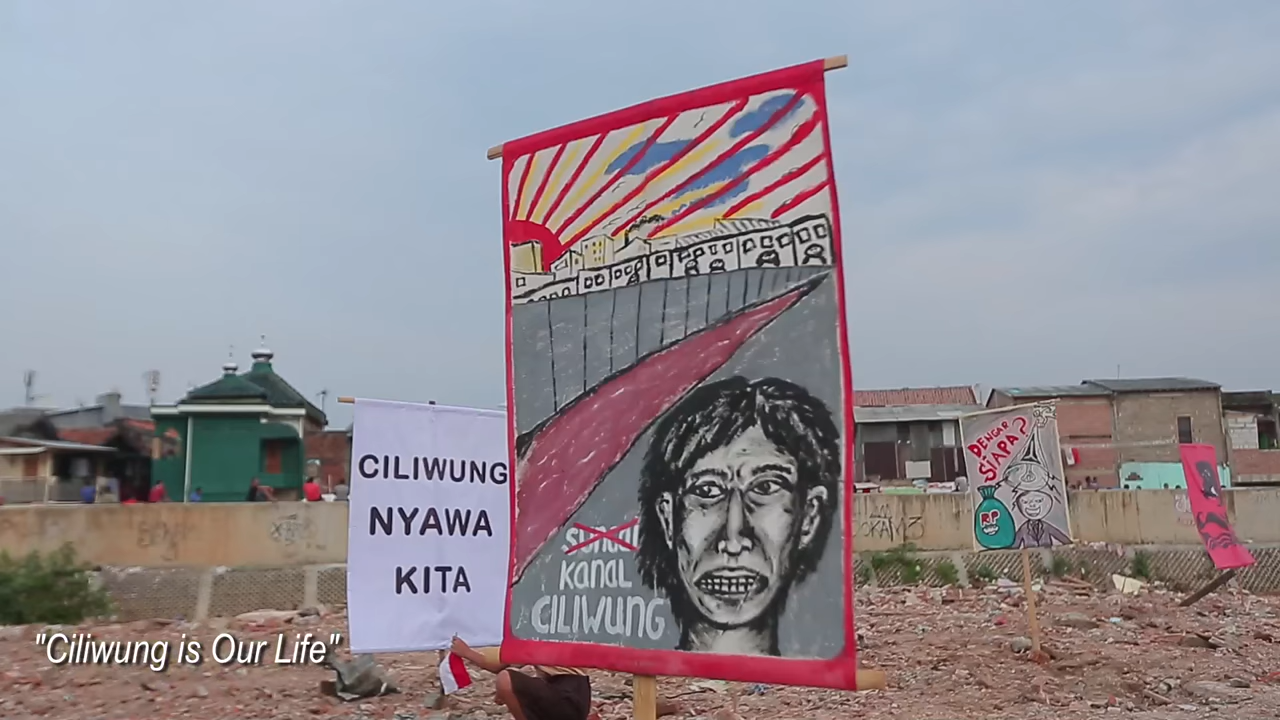 CILIWUNG
NYAWA
KITA
SUNGAI
KANAL
CILIWUNG
DENGAR
SIAPA?
RP
"Ciliwung is Our Life"